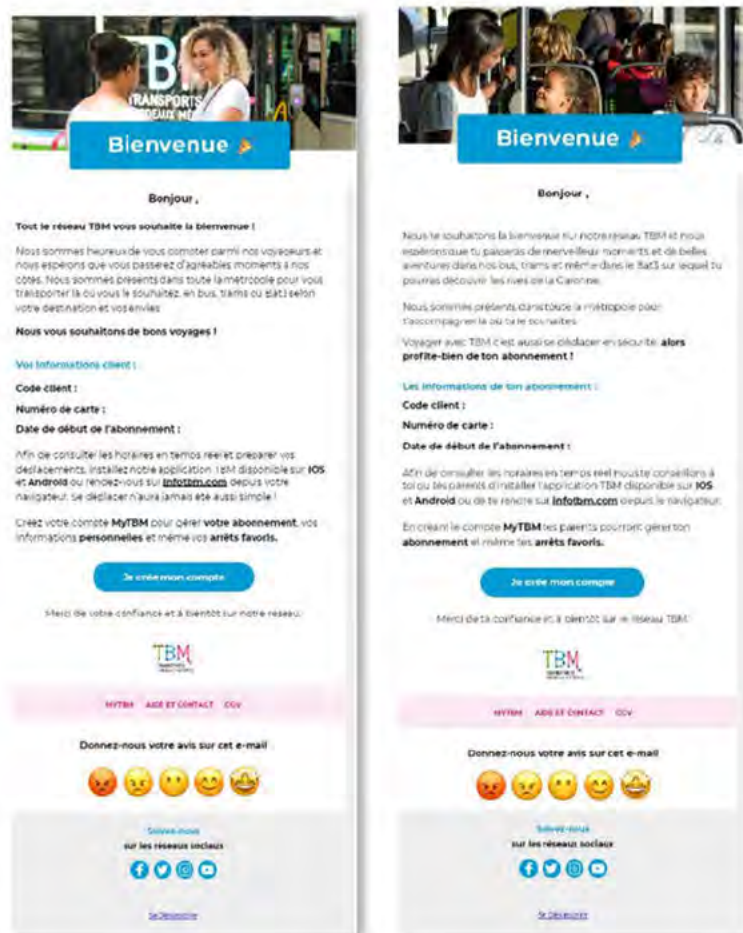 TBM
TRANSPORTS
BORDEAUX MÉ
Bienvenue 🎉
Bonjour ,
Tout le réseau TBM vous souhaite la bienvenue !
Nous sommes heureux de vous compter parmi nos voyageurs et
nous espérons que vous passerez d'agréables moments à nos
côtés. Nous sommes présents dans toute la métropole pour vous
transporter là où vous le souhaitez, en bus, trams ou Bat3 selon
votre destination et vos envies.
Nous vous souhaitons de bons voyages !
Vos informations client :
Code client :
Numéro de carte :
Date de début de l'abonnement :
Afin de consulter les horaires en temps réel et préparer vos
déplacements, installez notre application TBM disponible sur IOS
et Android ou rendez-vous sur infotbm.com depuis votre
navigateur. Se déplacer n'aura jamais été aussi simple !
Créez votre compte MyTBM pour gérer votre abonnement, vos
informations personnelles et même vos arrêts favoris.
Je crée mon compte
Merci de votre confiance et à bientôt sur notre réseau.
TBM
MYTBM AIDE ET CONTACT CGV
Donnez-nous votre avis sur cet e-mail
Suivez-nous
sur les réseaux sociaux
Se Désinscrire
Bienvenue 🎉
Bonjour ,
Nous te souhaitons la bienvenue sur notre réseau TBM et nous
espérons que tu passeras de merveilleux moments et de belles
aventures dans nos bus, trams et même dans le Bat3 sur lequel tu
pourras découvrir les rives de la Garonne.
Nous sommes présents dans toute la métropole pour
t'accompagner là où tu le souhaites.
Voyager avec TBM c'est aussi se déplacer en sécurité, alors
profite-bien de ton abonnement !
Les informations de ton abonnement :
Code client :
Numéro de carte :
Date de début de l'abonnement :
Afin de consulter les horaires en temps réel nous te conseillons à
toi ou tes parents d'installer l'application TBM disponible sur IOS
et Android ou de te rendre sur infotbm.com depuis le navigateur.
En créant le compte MyTBM tes parents pourront gérer ton
abonnement et même tes arrêts favoris.
Je crée mon compte
Merci de ta confiance et à bientôt sur le réseau TBM.
TBM
MYTBM AIDE ET CONTACT CGV
Donnez-nous votre avis sur cet e-mail
Suivez-nous
sur les réseaux sociaux
Se Désinscrire